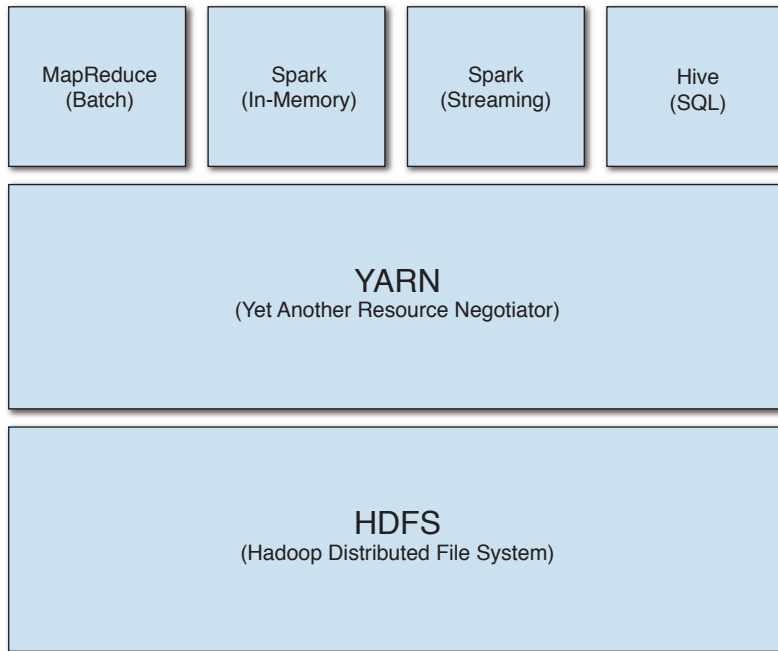 MapReduce
(Batch)
Spark
(In-Memory)
Spark
(Streaming)
Hive
(SQL)
YARN
(Yet Another Resource Negotiator)
HDFS
(Hadoop Distributed File System)